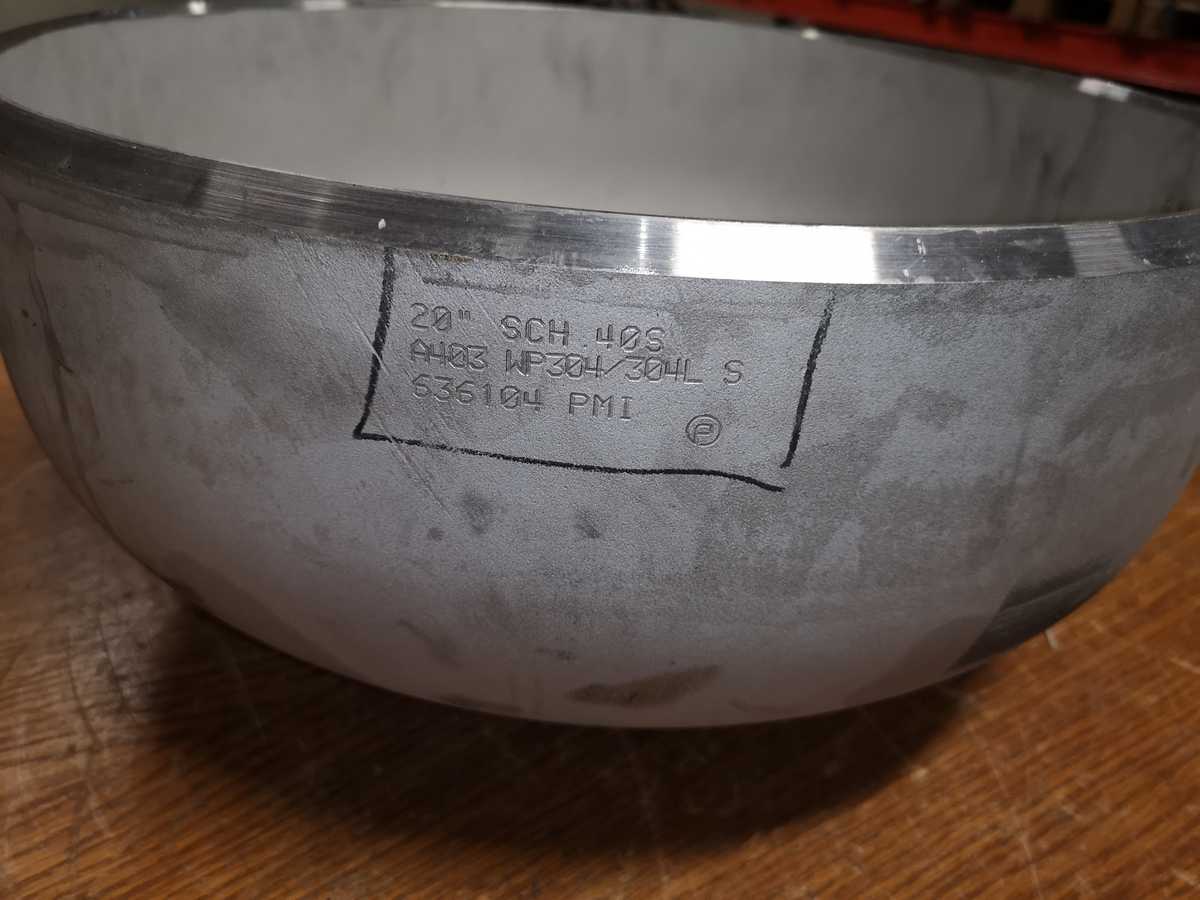 20" SCH 40S
A403 WP304/304L S
636104 PMI
P